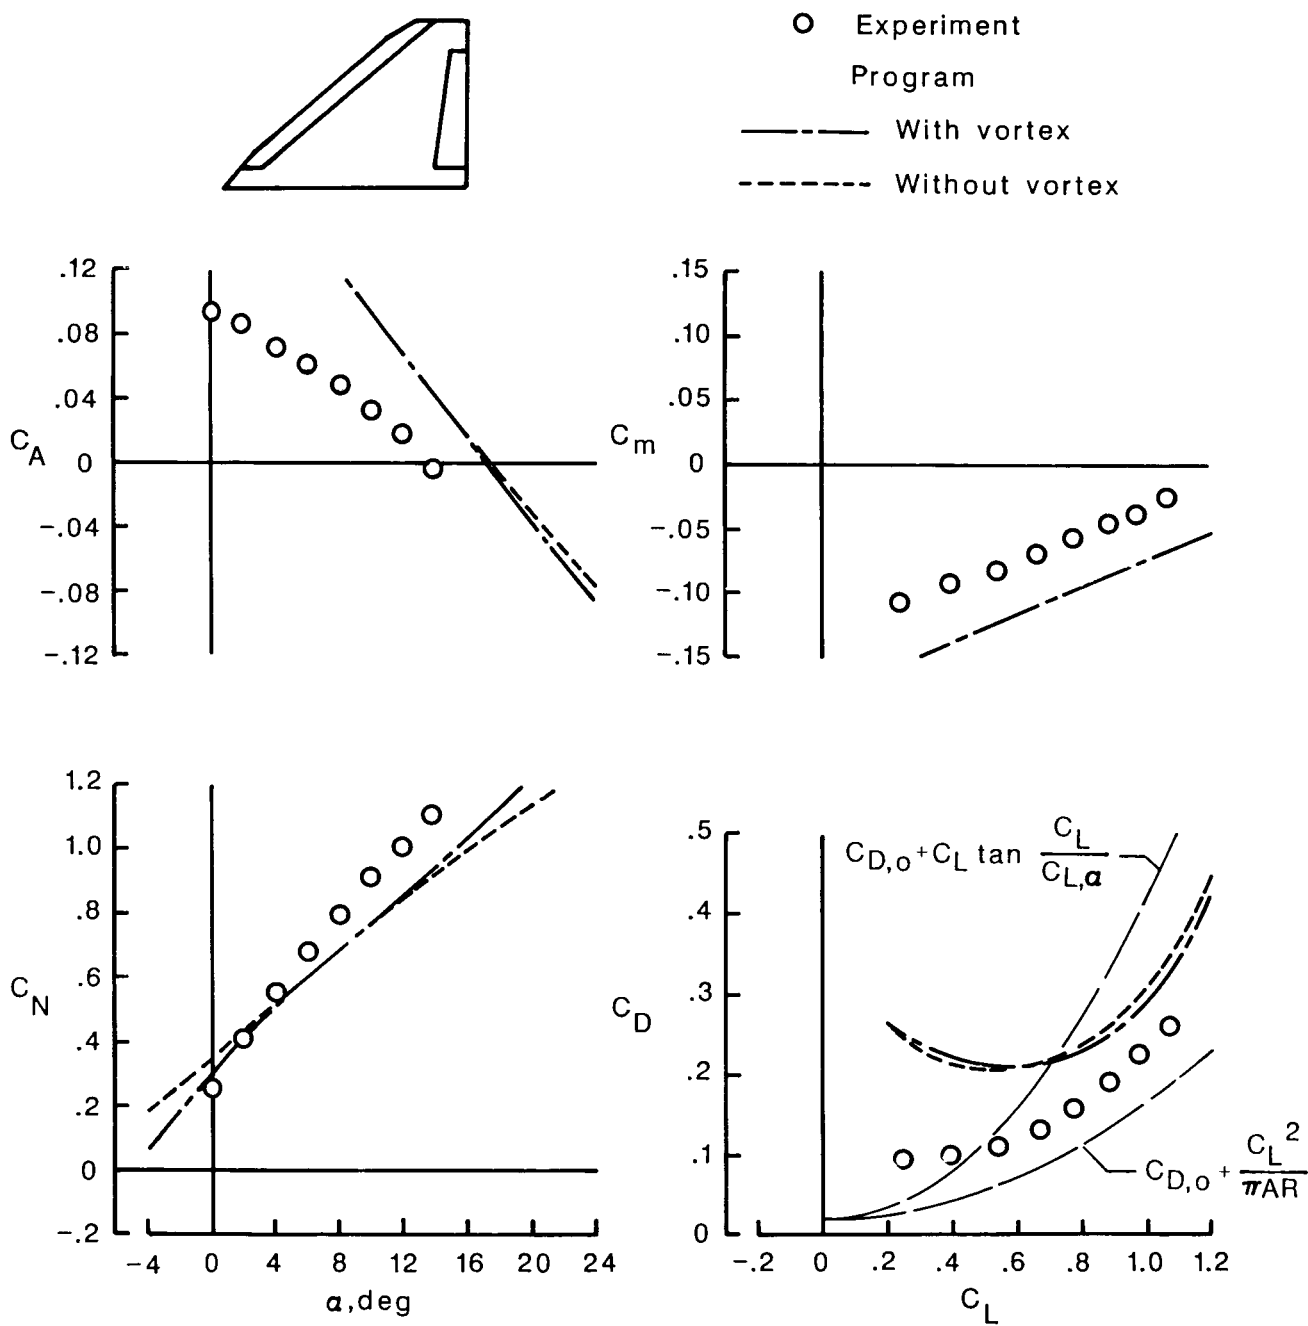 Experiment
Program
With vortex
Without vortex
.12
.08
.04
C_A
0
-.04
-.08
-.12
.15
.10
.05
C_m
0
-.05
-.10
-.15
1.2
1.0
.8
C_N
.6
.4
.2
0
-.2
-4 0 4 8 12 16 20 24
α,deg
.5
.4
.3
C_D
.2
.1
0
C_{D,o} + C_L tan C_L / C_{L,α}
C_{D,o} + C_L^2 / πAR
-.2 0 .2 .4 .6 .8 1.0 1.2
C_L